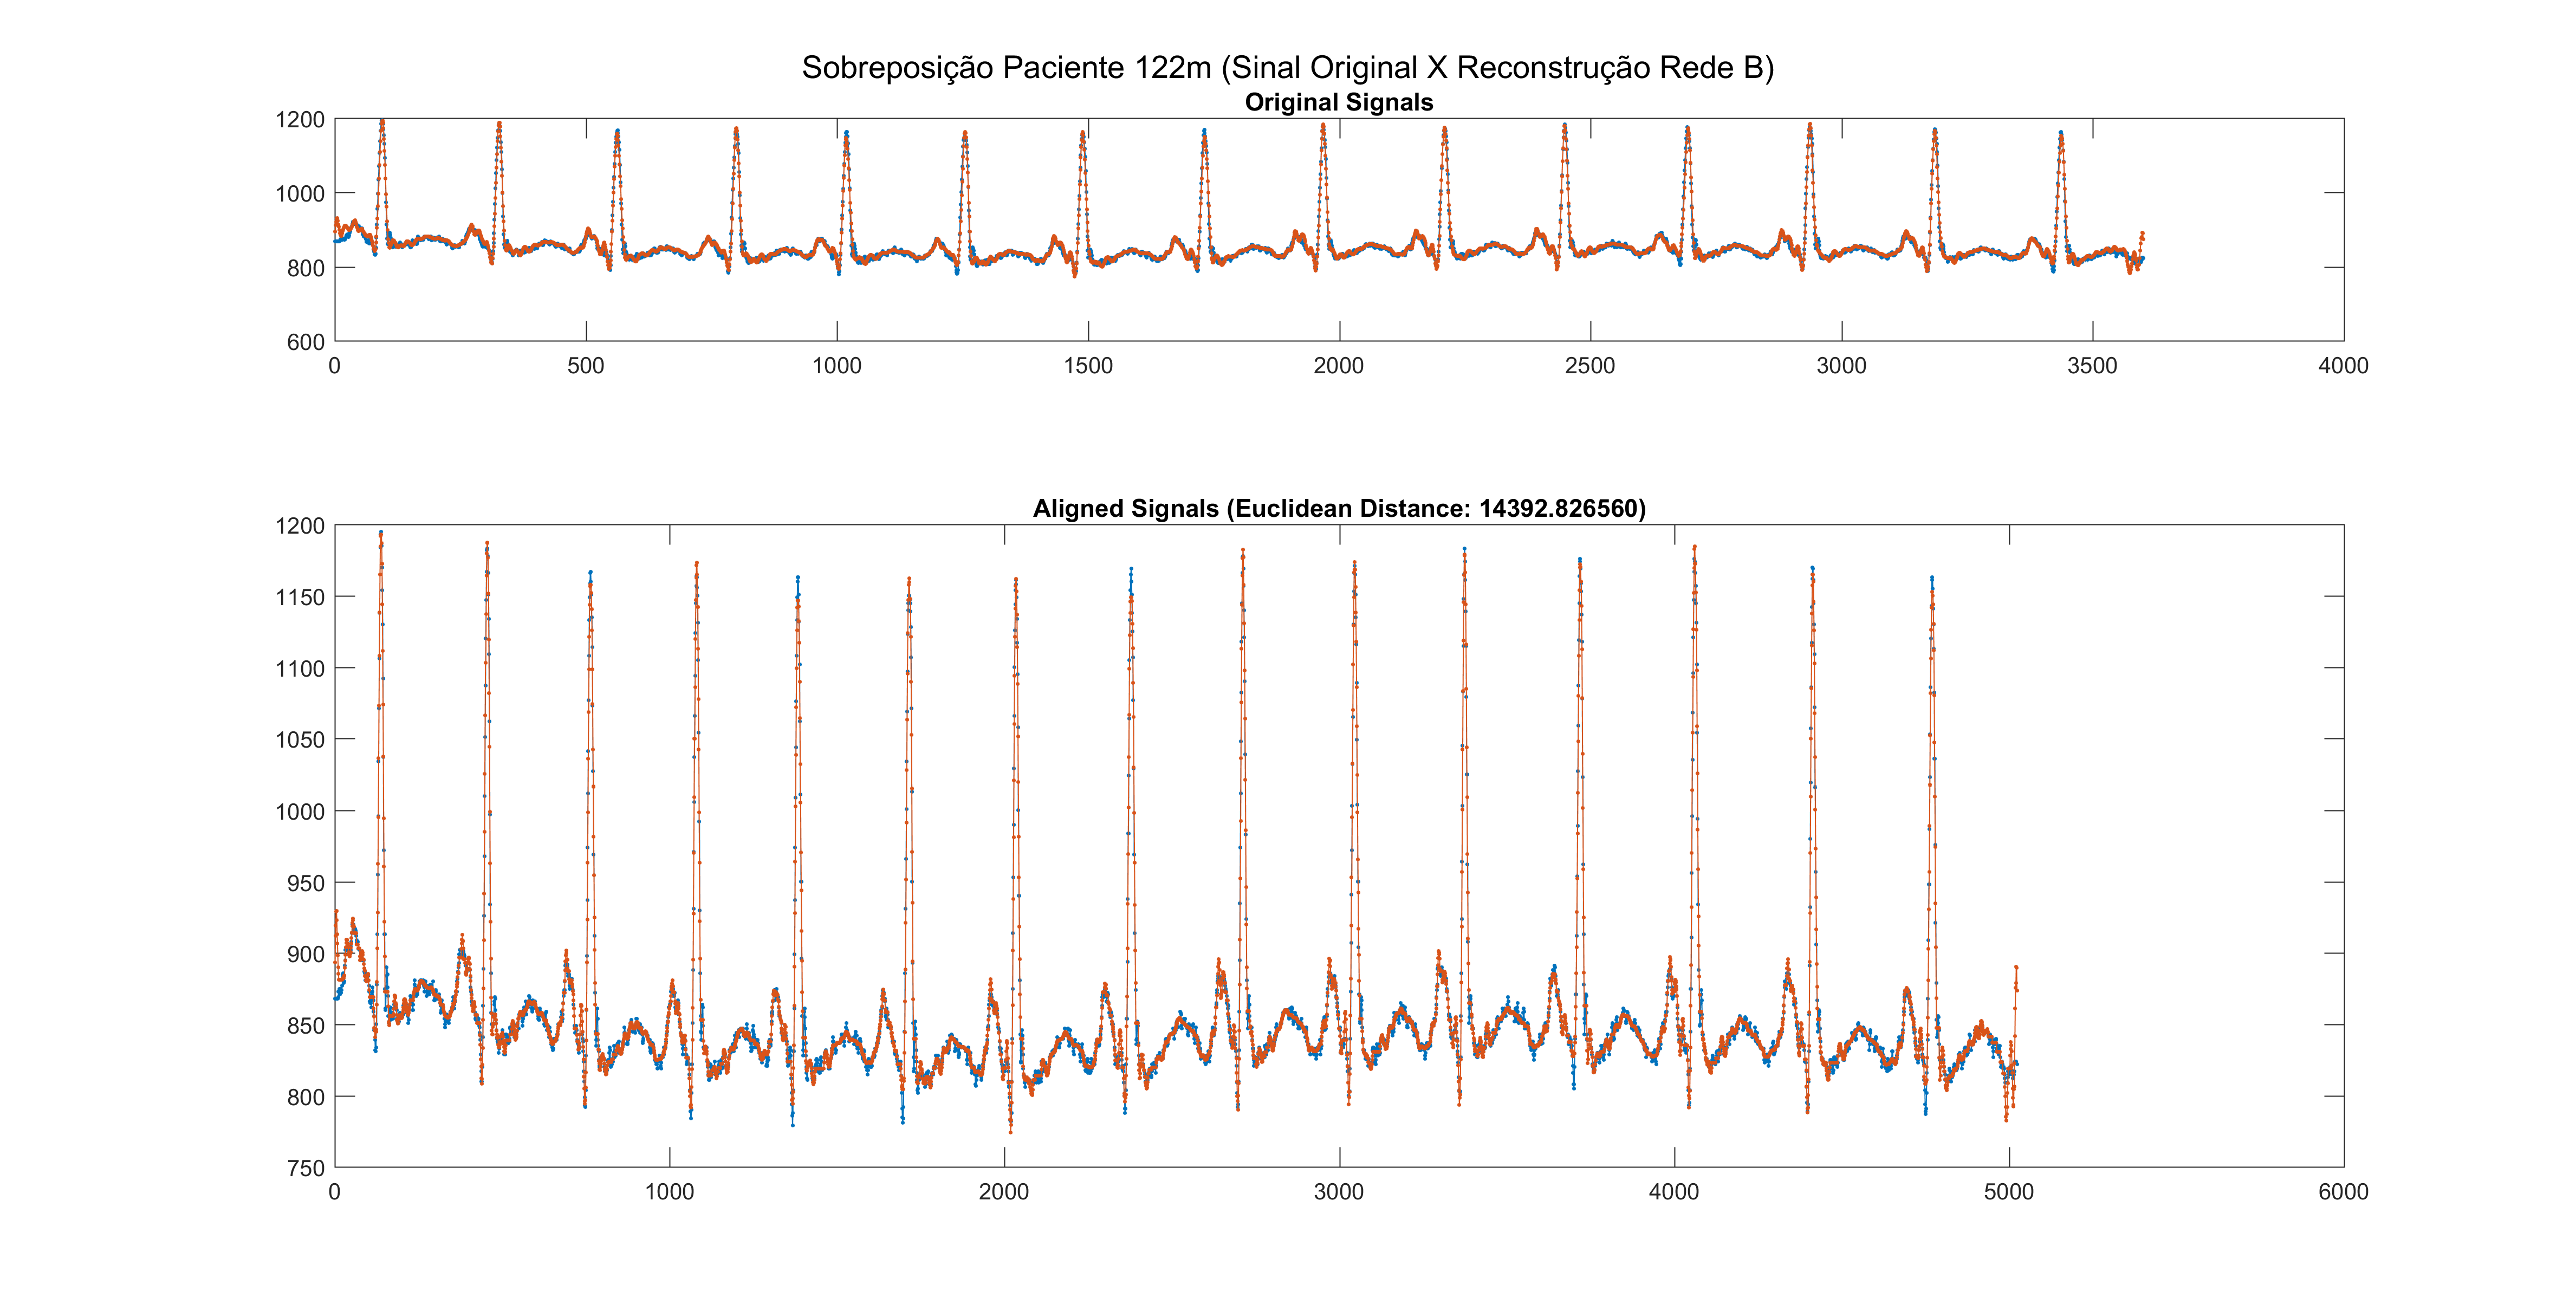 Sobreposição Paciente 122m (Sinal Original X Reconstrução Rede B)
Original Signals
1200
1000
800
600
0 500 1000 1500 2000 2500 3000 3500 4000
Aligned Signals (Euclidean Distance: 14392.826560)
1200
1150
1100
1050
1000
950
900
850
800
750
0 1000 2000 3000 4000 5000 6000